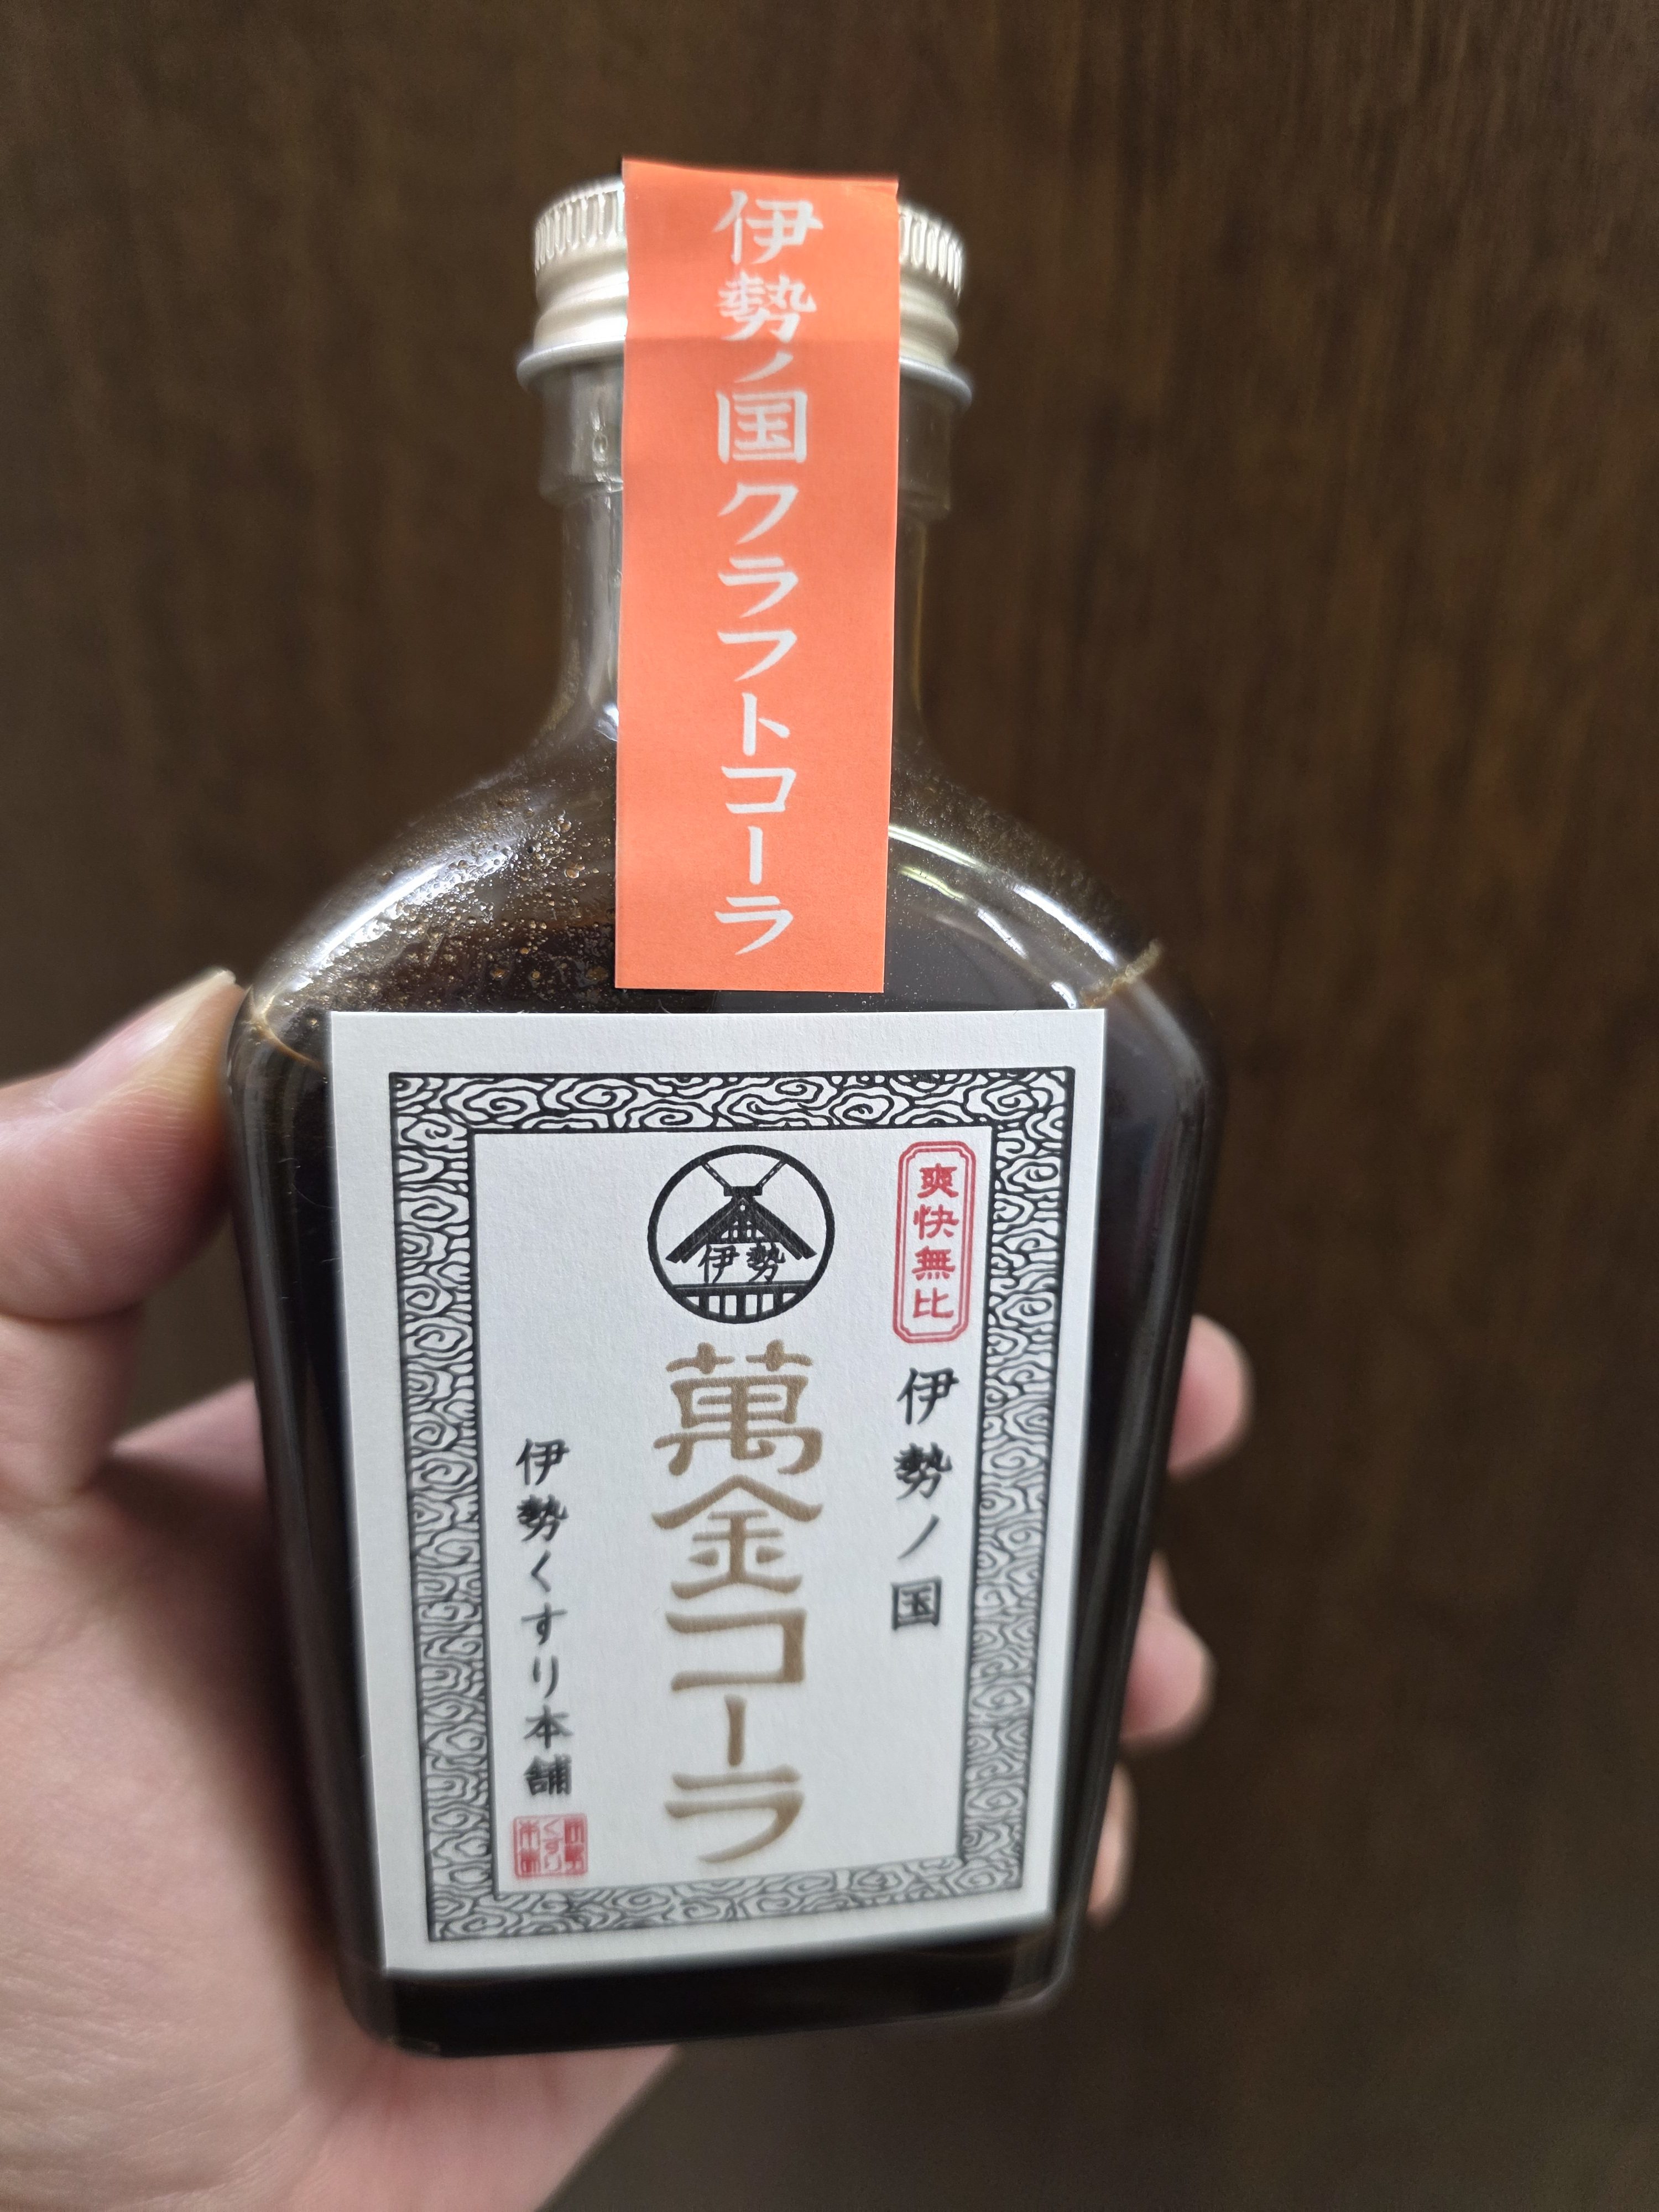 伊勢ノ国クラフトコーラ
伊勢
爽快無比
伊勢ノ国
萬金コーラ
伊勢くすり本舗